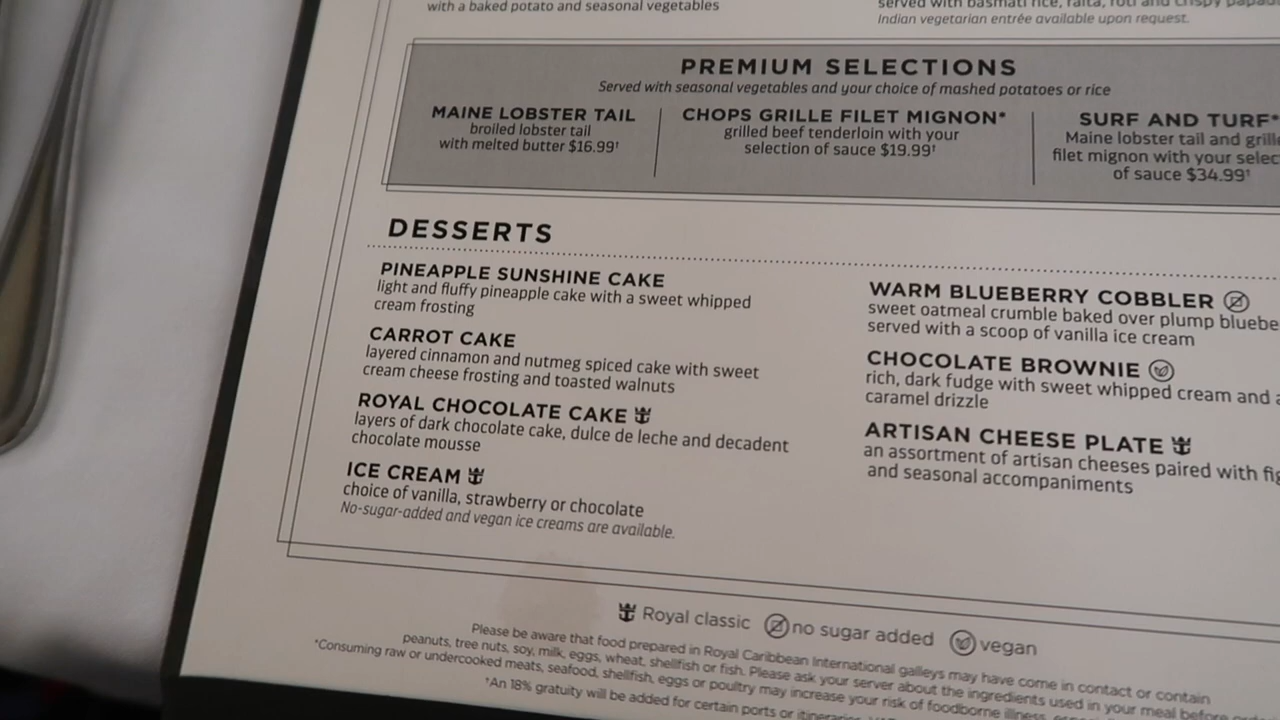 with a baked potato and seasonal vegetables
served with basmati rice, raita, roti and crispy
Indian vegetarian entrée available upon request.
PREMIUM SELECTIONS
Served with seasonal vegetables and your choice of mashed potatoes or rice
MAINE LOBSTER TAIL
broiled lobster tail
with melted butter $16.99†
CHOPS GRILLE FILET MIGNON*
grilled beef tenderloin with your
selection of sauce $19.99†
SURF AND TURF*
Maine lobster tail and
filet mignon with your
of sauce $34.99†
DESSERTS
PINEAPPLE SUNSHINE CAKE
light and fluffy pineapple cake with a sweet whipped
cream frosting
CARROT CAKE
layered cinnamon and nutmeg spiced cake with sweet
cream cheese frosting and toasted walnuts
ROYAL CHOCOLATE CAKE
layers of dark chocolate cake, dulce de leche and decadent
chocolate mousse
ICE CREAM
choice of vanilla, strawberry or chocolate
No-sugar-added and vegan ice creams are available.
WARM BLUEBERRY COBBLER
sweet oatmeal crumble baked over plump
served with a scoop of vanilla ice cream
CHOCOLATE BROWNIE
rich, dark fudge with sweet whipped cream and a
caramel drizzle
ARTISAN CHEESE PLATE
an assortment of artisan cheeses paired with
and seasonal accompaniments
Royal classic no sugar added vegan
Please be aware that food prepared in Royal Caribbean International galleys may have come in contact or contain
peanuts, tree nuts, soy, milk, eggs, wheat, shellfish or fish. Please ask your server about the ingredients used in your meal before
*Consuming raw or undercooked meats, seafood, shellfish, eggs or poultry may increase your risk of foodborne illness,
†An 18% gratuity will be added for certain ports or